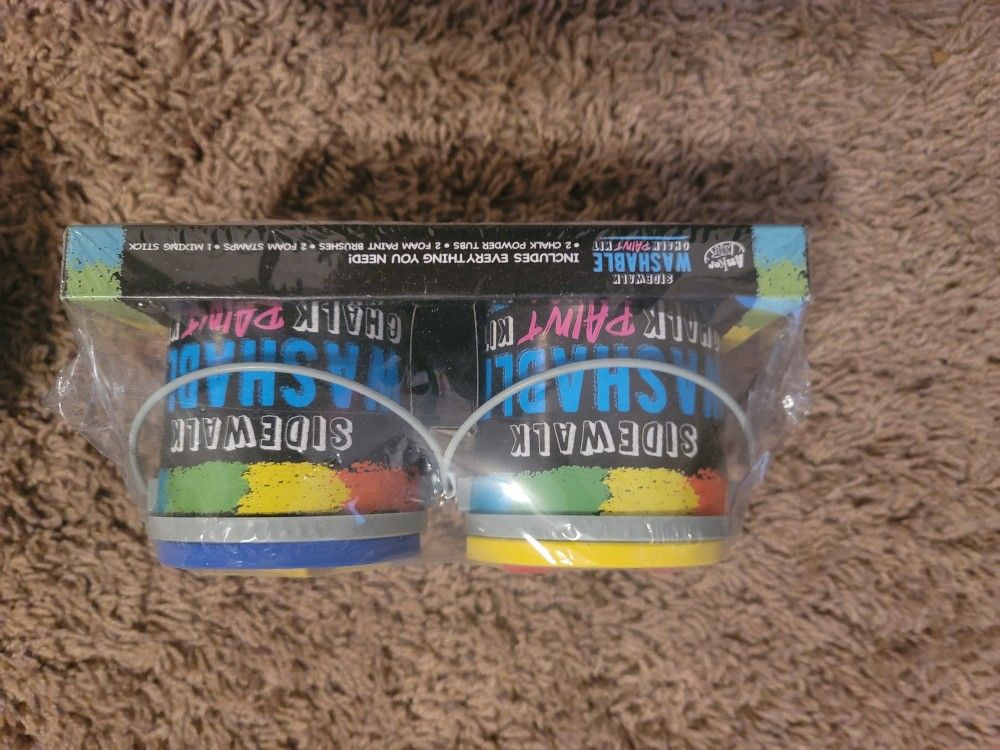 SIDEWALK
WASHABLE
CHALK PAINT KIT
INCLUDES EVERYTHING YOU NEED!
• 2 CHALK POWDER TUBS • 2 FOAM PAINT BRUSHES • 2 FOAM STAMPS • 1 MIXING STICK
SIDEWALK
WASHABL
CHALK PAINT KI
SIDEWALK
WASHABL
CHALK PAINT K